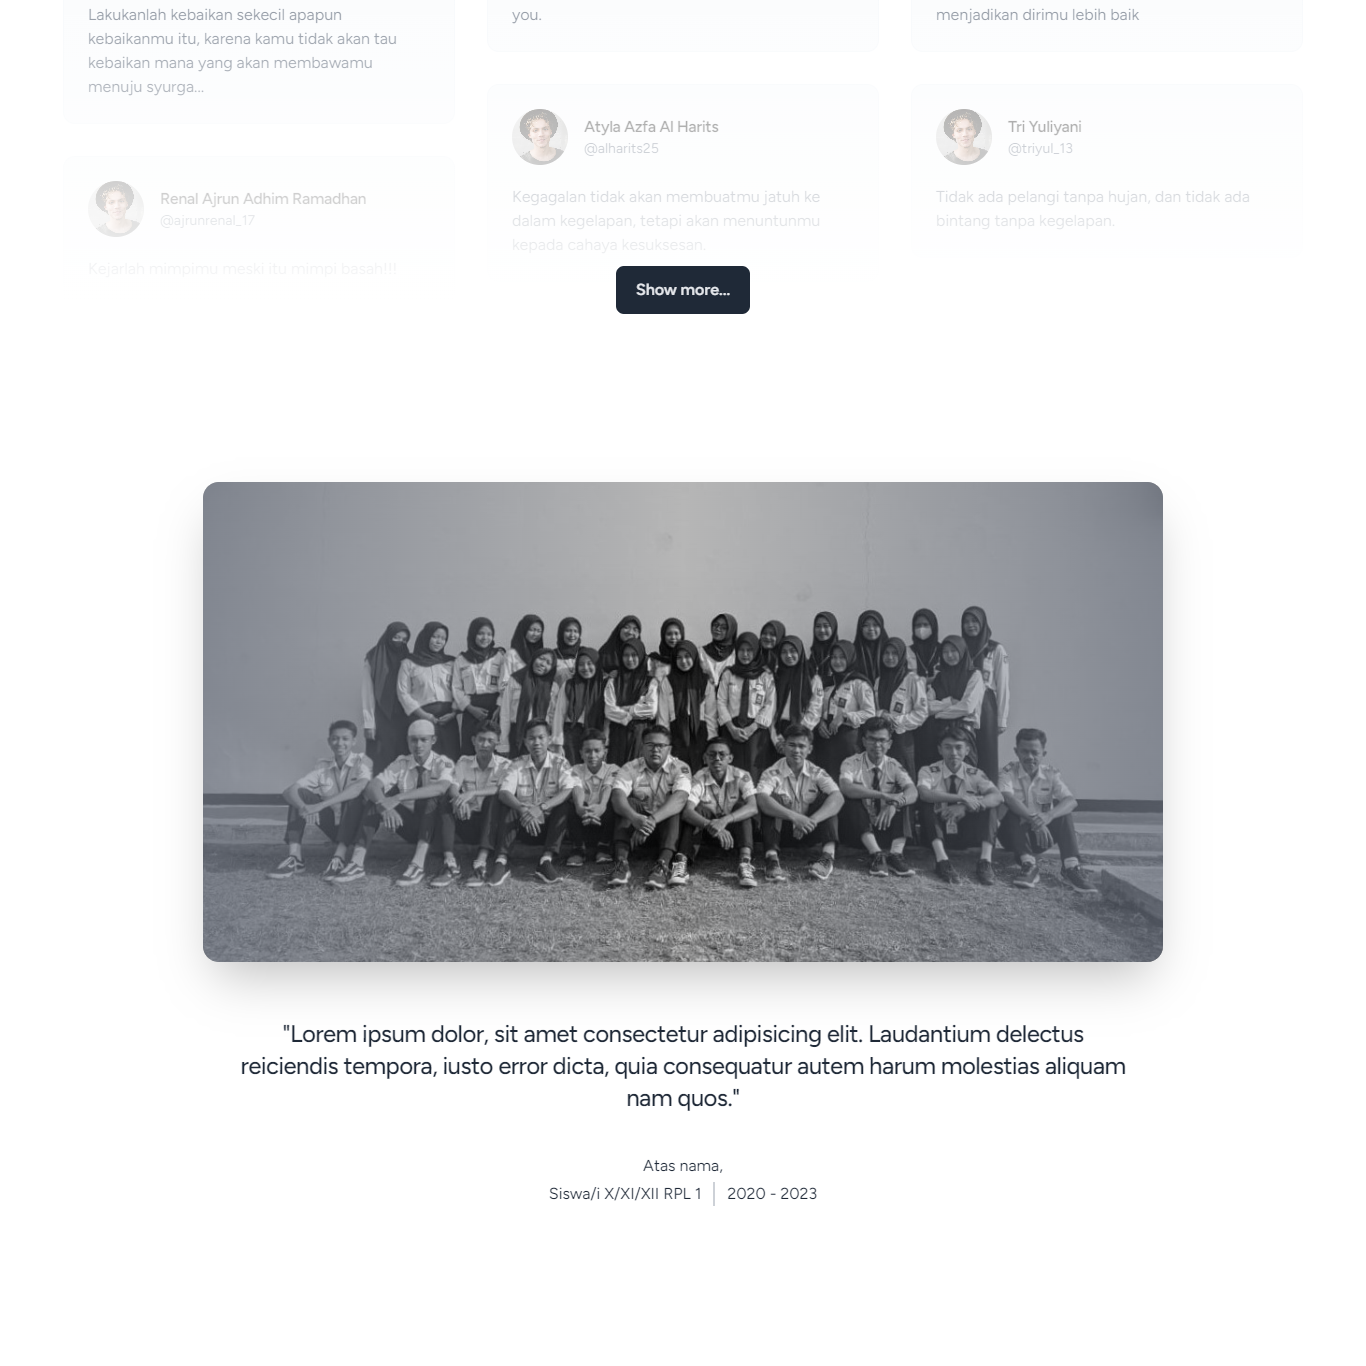 Lakukanlah kebaikan sekecil apapun
kebaikanmu itu, karena kamu tidak akan tau
kebaikan mana yang akan membawamu
menuju syurga...
Renal Ajrun Adhim Ramadhan
@ajrunrenal_17
Kejarlah mimpimu meski itu mimpi basah!!!
you.
Atyla Azfa Al Harits
@alharits25
Kegagalan tidak akan membuatmu jatuh ke
dalam kegelapan, tetapi akan menuntunmu
kepada cahaya kesuksesan.
menjadikan dirimu lebih baik
Tri Yuliyani
@triyul_13
Tidak ada pelangi tanpa hujan, dan tidak ada
bintang tanpa kegelapan.
Show more...
"Lorem ipsum dolor, sit amet consectetur adipisicing elit. Laudantium delectus
reiciendis tempora, iusto error dicta, quia consequatur autem harum molestias aliquam
nam quos."
Atas nama,
Siswa/i X/XI/XII RPL 1 | 2020 - 2023